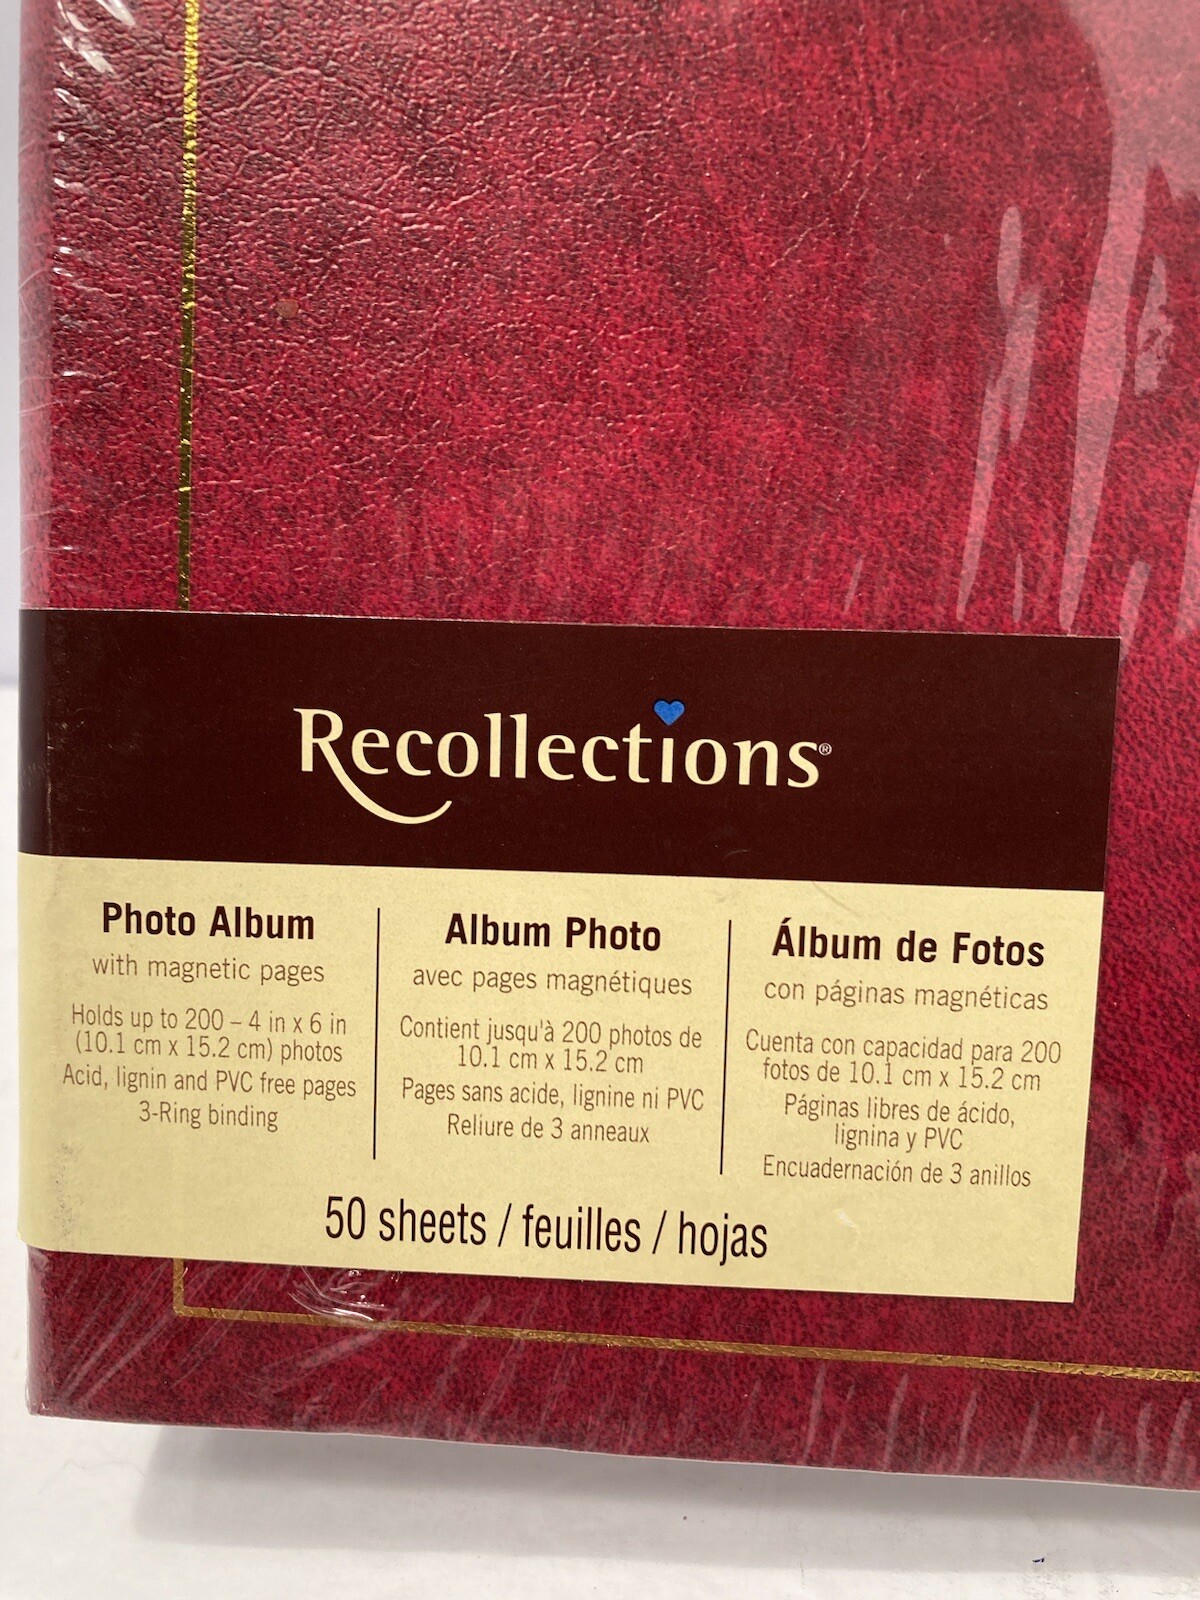 Recollections®
Photo Album
with magnetic pages
Holds up to 200 – 4 in x 6 in
(10.1 cm x 15.2 cm) photos
Acid, lignin and PVC free pages
3-Ring binding
Album Photo
avec pages magnétiques
Contient jusqu'à 200 photos de
10.1 cm x 15.2 cm
Pages sans acide, lignine ni PVC
Reliure de 3 anneaux
Álbum de Fotos
con páginas magnéticas
Cuenta con capacidad para 200
fotos de 10.1 cm x 15.2 cm
Páginas libres de ácido,
lignina y PVC
Encuadernación de 3 anillos
50 sheets / feuilles / hojas